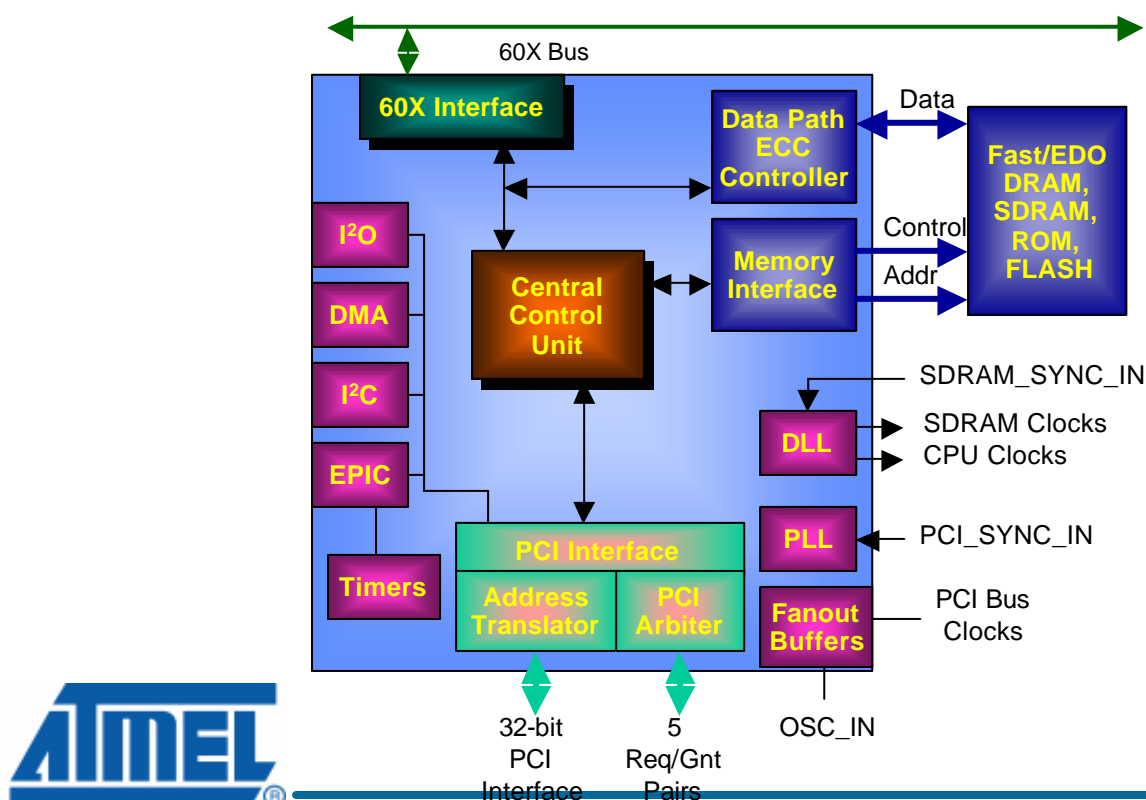 60X Bus
60X Interface
Data Path
ECC
Controller
Data
Fast/EDO
DRAM,
SDRAM,
ROM,
FLASH
I²O
DMA
I²C
EPIC
Timers
Central
Control
Unit
Memory
Interface
Control
Addr
SDRAM_SYNC_IN
DLL
SDRAM Clocks
CPU Clocks
PLL
PCI_SYNC_IN
PCI Interface
Address
Translator
PCI
Arbiter
Fanout
Buffers
PCI Bus
Clocks
32-bit
PCI
Interface
5
Req/Gnt
Pairs
OSC_IN
ATMEL
®